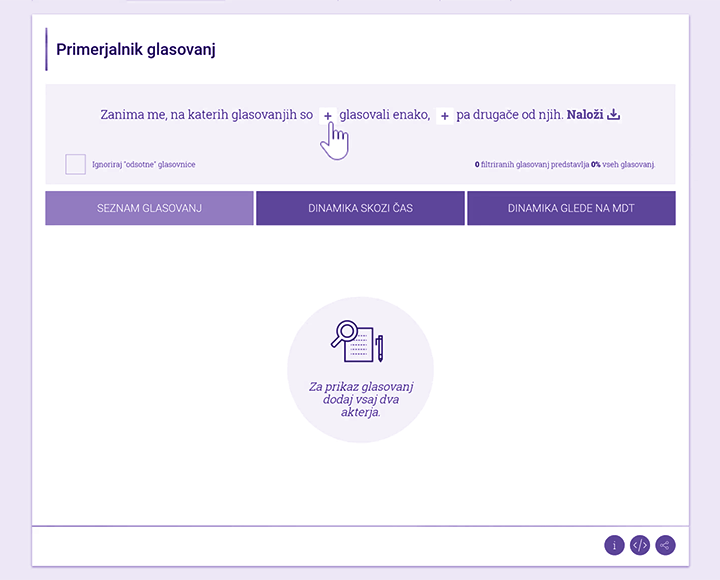 Primerjalnik glasovanj
Zanima me, na katerih glasovanjih so + glasovali enako, + pa drugače od njih. Naloži
Ignoriraj "odsotne" glasovnice
0 filtriranih glasovanj predstavlja 0% vseh glasovanj.
SEZNAM GLASOVANJ
DINAMIKA SKOZI ČAS
DINAMIKA GLEDE NA MDT
Za prikaz glasovanj
dodaj vsaj dva
akterja.
i </>